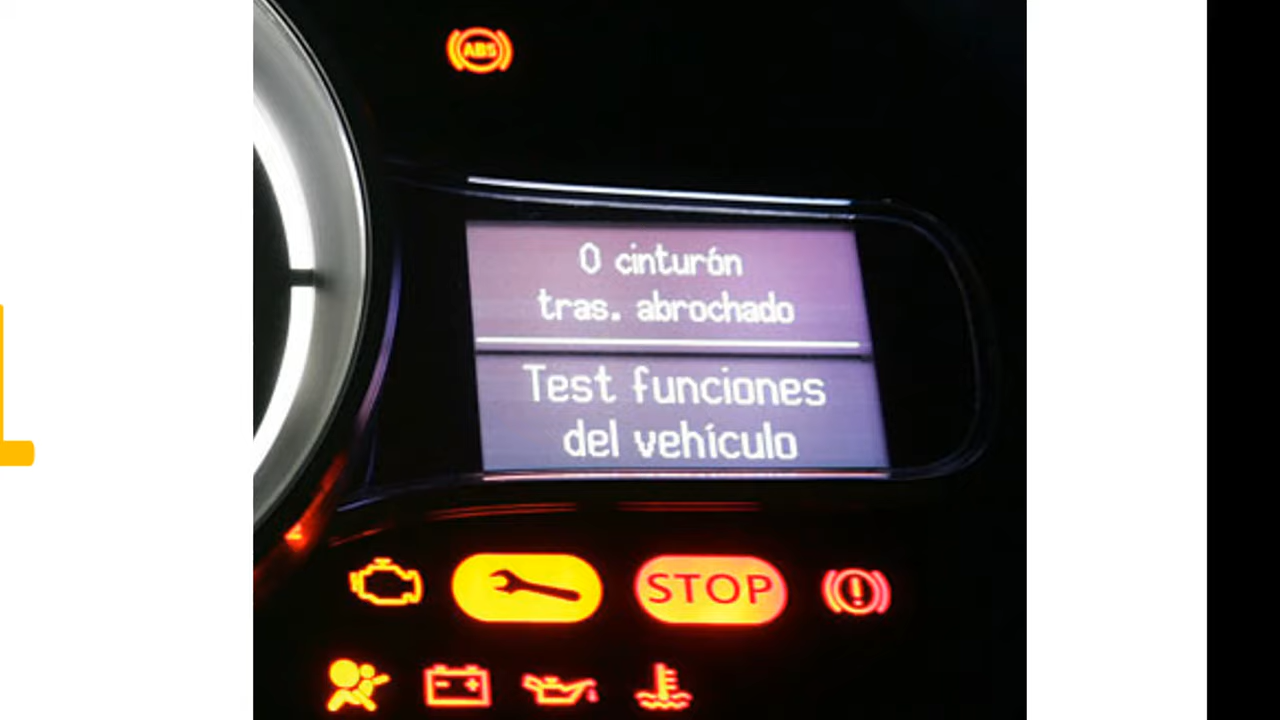 ABS
0 cinturón
tras. abrochado
Test funciones
del vehículo
STOP